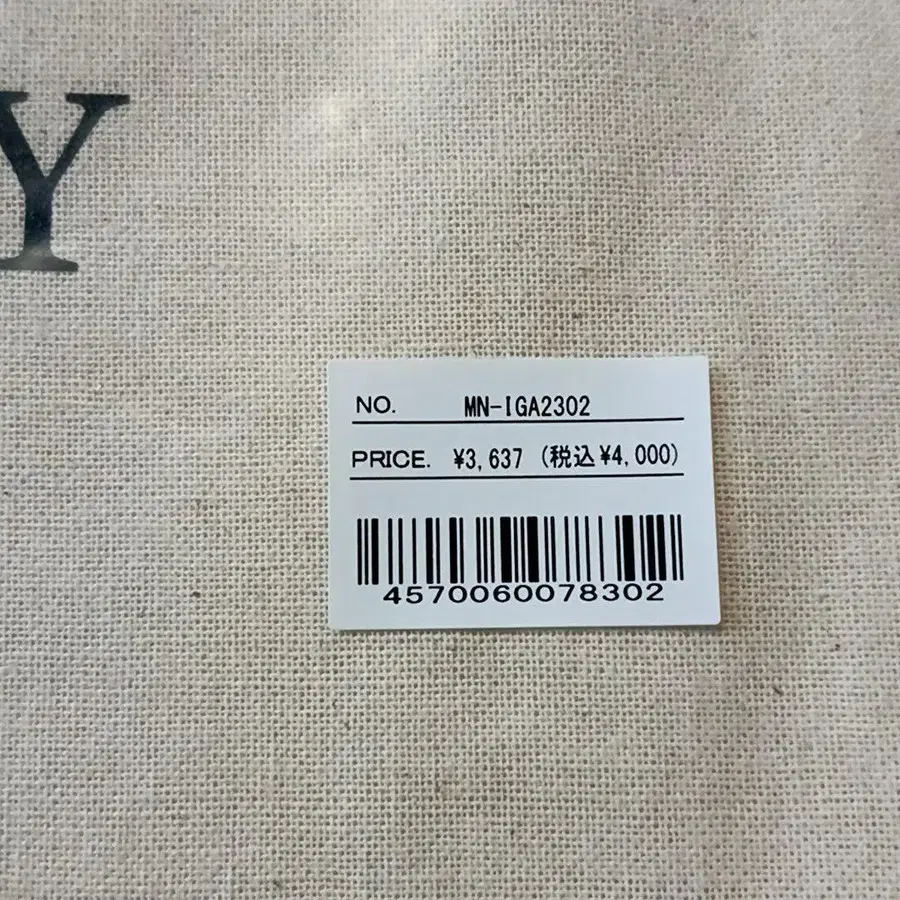 Y
NO. MN-IGA2302
PRICE. ¥3,637 (税込¥4,000)
4570060078302